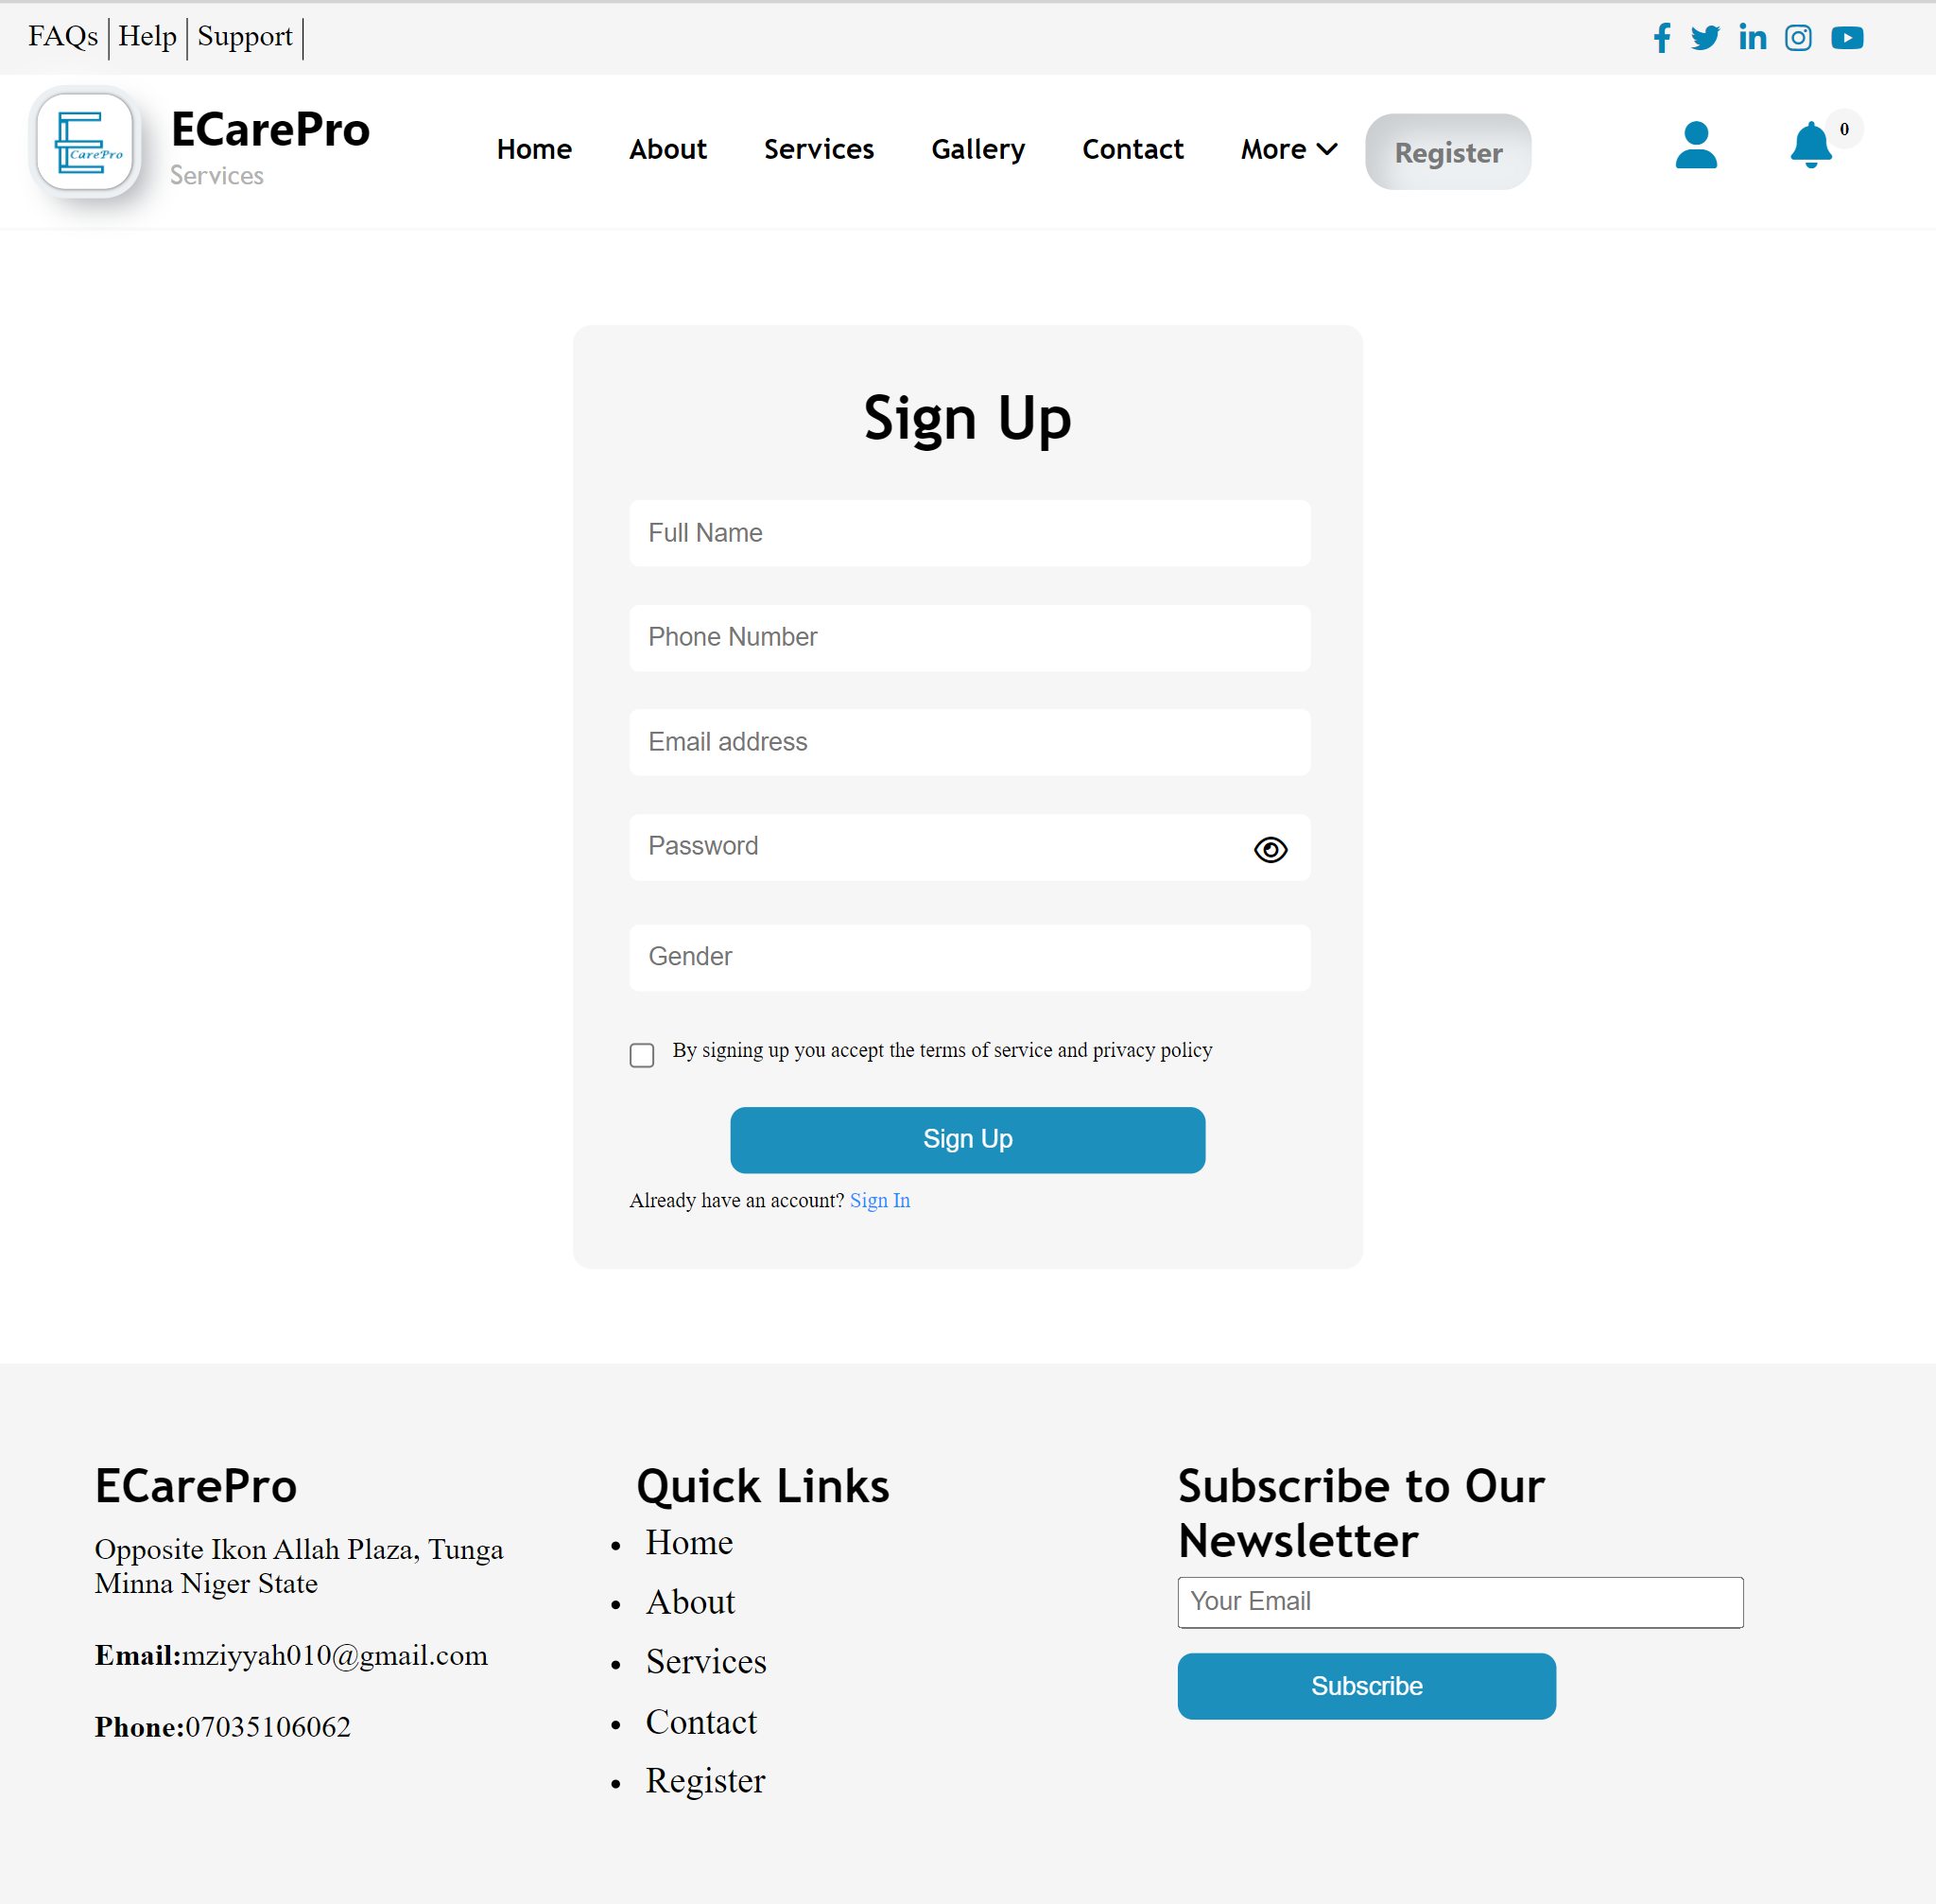 FAQs Help Support
CarePro
ECarePro
Services
Home About Services Gallery Contact More Register
0
Sign Up
Full Name
Phone Number
Email address
Password
Gender
By signing up you accept the terms of service and privacy policy
Sign Up
Already have an account? Sign In
ECarePro
Opposite Ikon Allah Plaza, Tunga
Minna Niger State
Email:mziyyah010@gmail.com
Phone:07035106062
Quick Links
Home
About
Services
Contact
Register
Subscribe to Our
Newsletter
Your Email
Subscribe